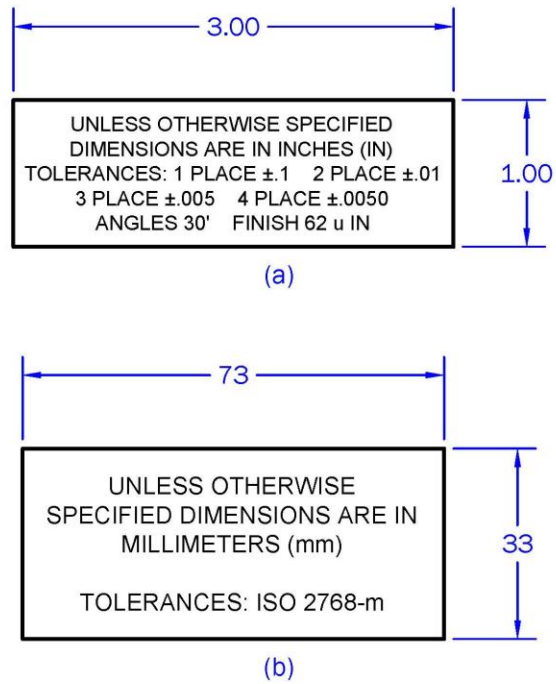 3.00
UNLESS OTHERWISE SPECIFIED
DIMENSIONS ARE IN INCHES (IN)
TOLERANCES: 1 PLACE ±.1 2 PLACE ±.01
3 PLACE ±.005 4 PLACE ±.0050
ANGLES 30' FINISH 62 u IN
1.00
(a)
73
UNLESS OTHERWISE
SPECIFIED DIMENSIONS ARE IN
MILLIMETERS (mm)
TOLERANCES: ISO 2768-m
33
(b)